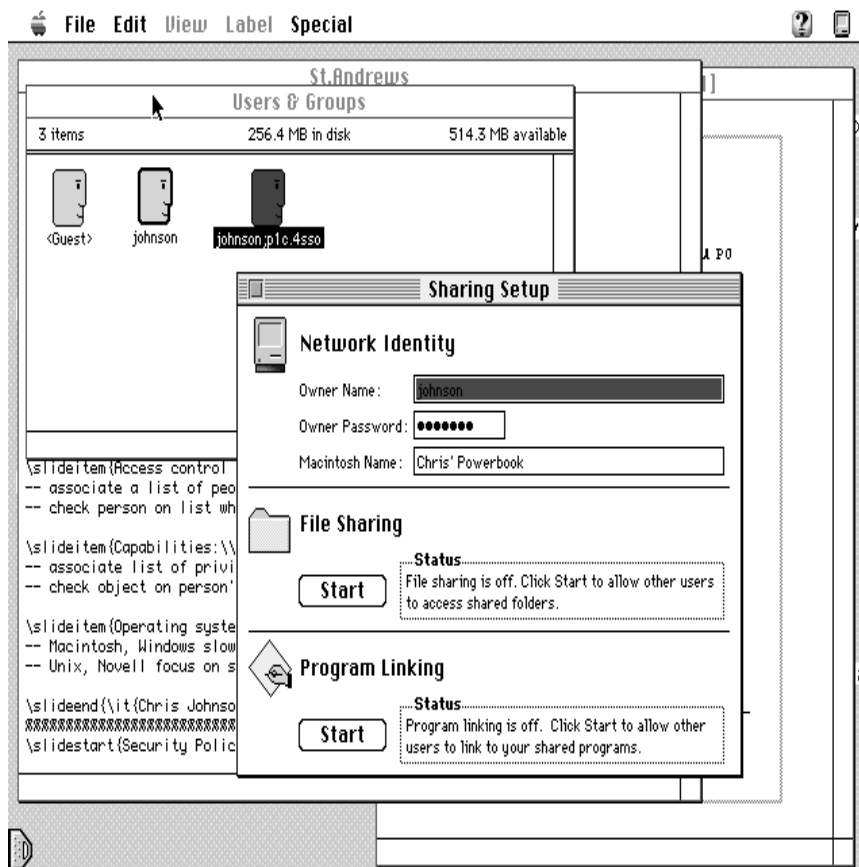 File Edit View Label Special
St.Andrews
Users & Groups
3 items 256.4 MB in disk 514.3 MB available
<Guest> johnson johnson;p1c.4sso
Sharing Setup
Network Identity
Owner Name: johnson
Owner Password: •••••••
Macintosh Name: Chris' Powerbook
File Sharing
Status
Start
File sharing is off. Click Start to allow other users
to access shared folders.
Program Linking
Status
Start
Program linking is off. Click Start to allow other
users to link to your shared programs.
\slideitem{Access control
-- associate a list of peo
-- check person on list wh
\slideitem{Capabilities:\\
-- associate list of privi
-- check object on person'
\slideitem{Operating syste
-- Macintosh, Windows slow
-- Unix, Novell focus on s
\slideend{\it{Chris Johnso
\slidestart{Security Polic